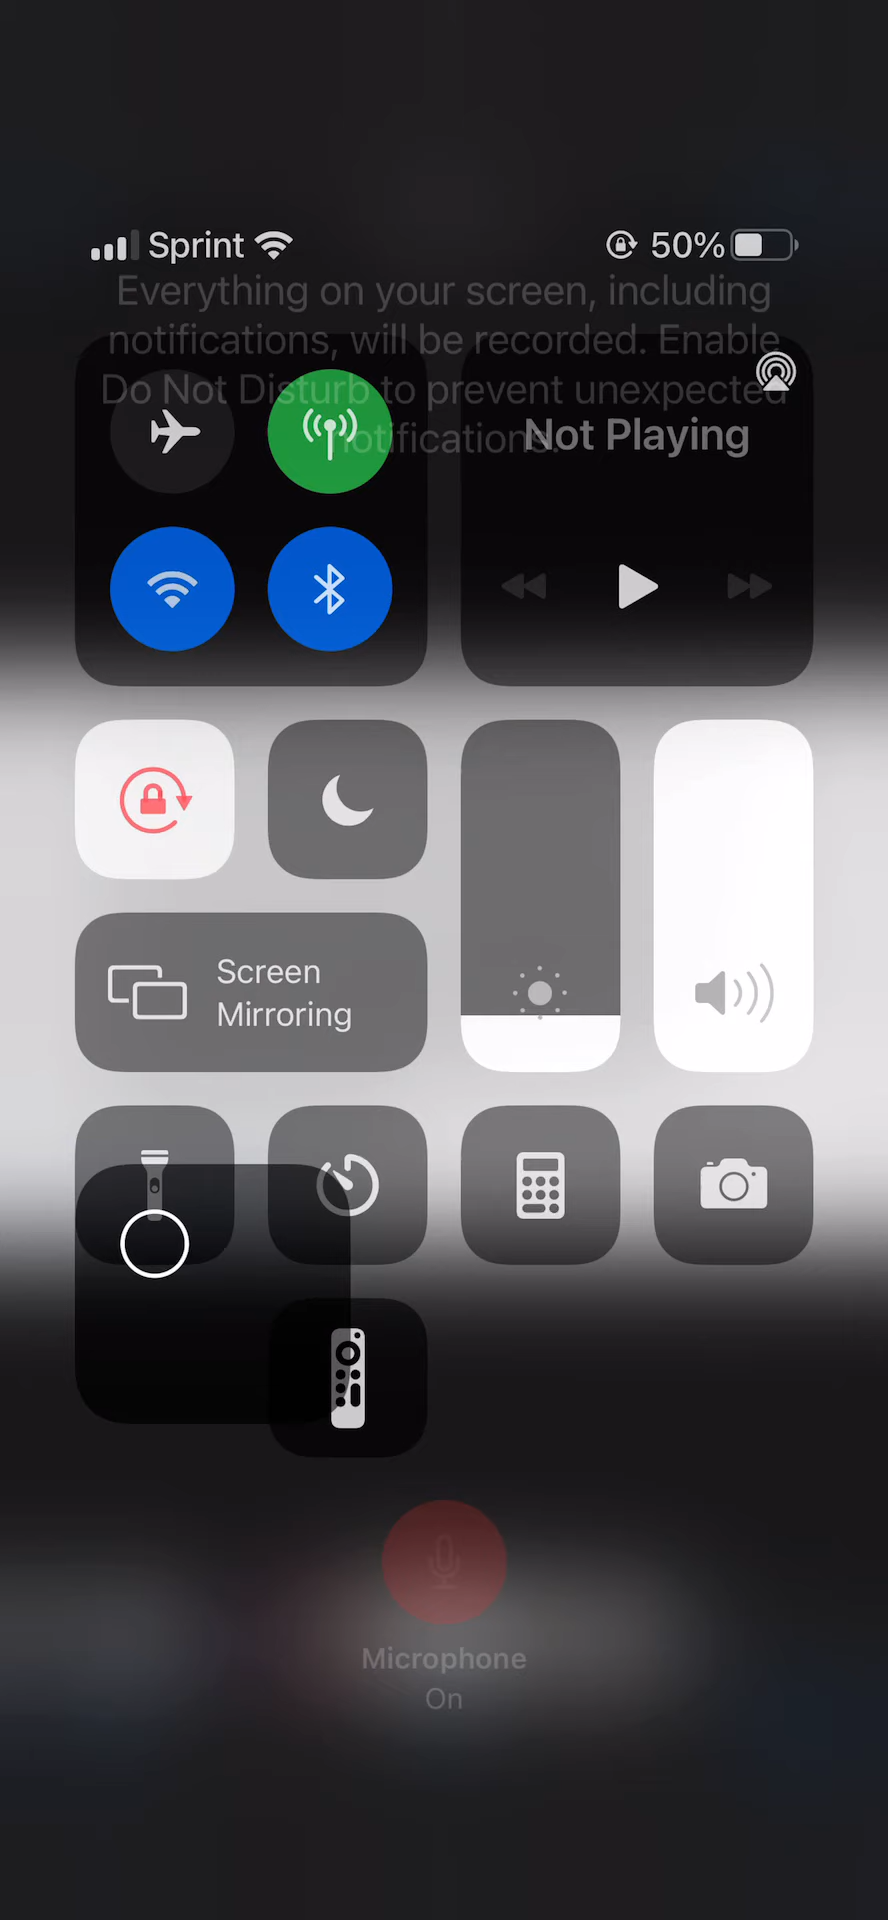 Sprint 50%
Everything on your screen, including
notifications, will be recorded. Enable
Do Not Disturb to prevent unexpected
notifications.
Not Playing
Screen
Mirroring
Microphone
On